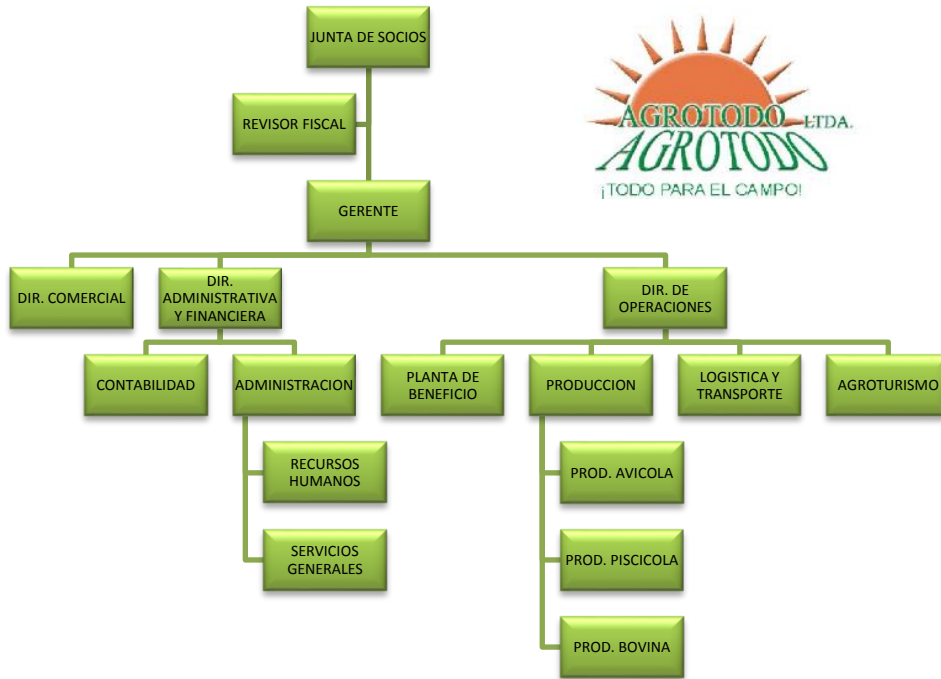 JUNTA DE SOCIOS
AGROTODO LTDA.
AGROTODO
¡TODO PARA EL CAMPO!
REVISOR FISCAL
GERENTE
DIR. COMERCIAL
DIR.
ADMINISTRATIVA
Y FINANCIERA
DIR. DE
OPERACIONES
CONTABILIDAD
ADMINISTRACION
PLANTA DE
BENEFICIO
PRODUCCION
LOGISTICA Y
TRANSPORTE
AGROTURISMO
RECURSOS
HUMANOS
SERVICIOS
GENERALES
PROD. AVICOLA
PROD. PISCICOLA
PROD. BOVINA